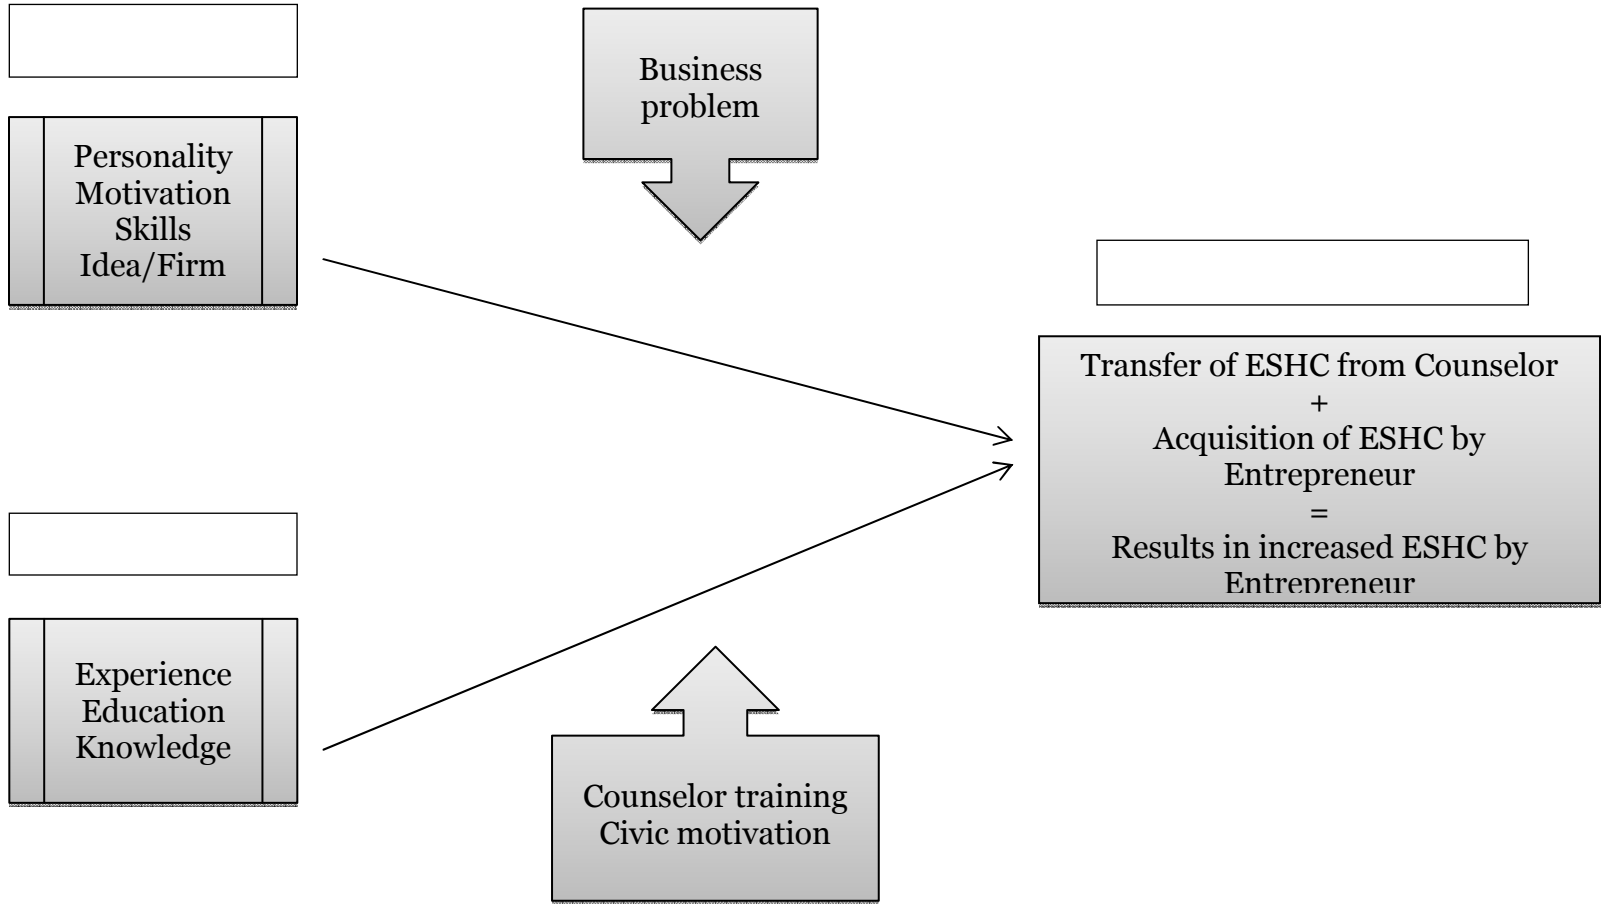 Business
problem
Personality
Motivation
Skills
Idea/Firm
Transfer of ESHC from Counselor
+
Acquisition of ESHC by
Entrepreneur
=
Results in increased ESHC by
Entrepreneur
Experience
Education
Knowledge
Counselor training
Civic motivation